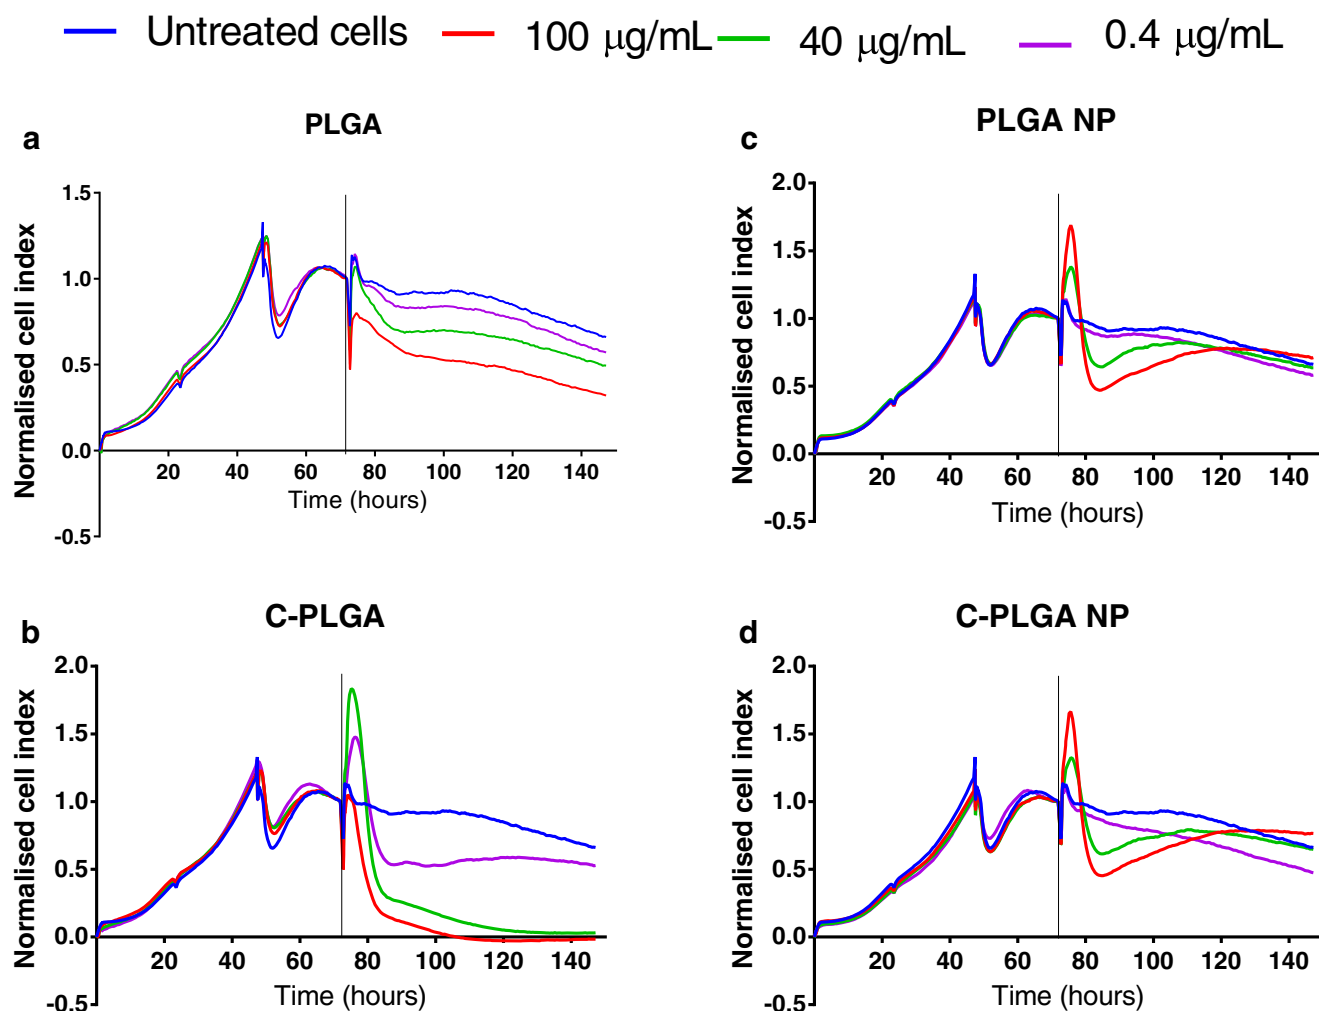 Untreated cells 100 μg/mL 40 μg/mL 0.4 μg/mL
a
PLGA
Normalised cell index
1.5
1.0
0.5
0.0
-0.5
20 40 60 80 100 120 140
Time (hours)
c
PLGA NP
Normalised cell index
2.0
1.5
1.0
0.5
0.0
-0.5
20 40 60 80 100 120 140
Time (hours)
b
C-PLGA
Normalised cell index
2.0
1.5
1.0
0.5
0.0
-0.5
20 40 60 80 100 120 140
Time (hours)
d
C-PLGA NP
Normalised cell index
2.0
1.5
1.0
0.5
0.0
-0.5
20 40 60 80 100 120 140
Time (hours)